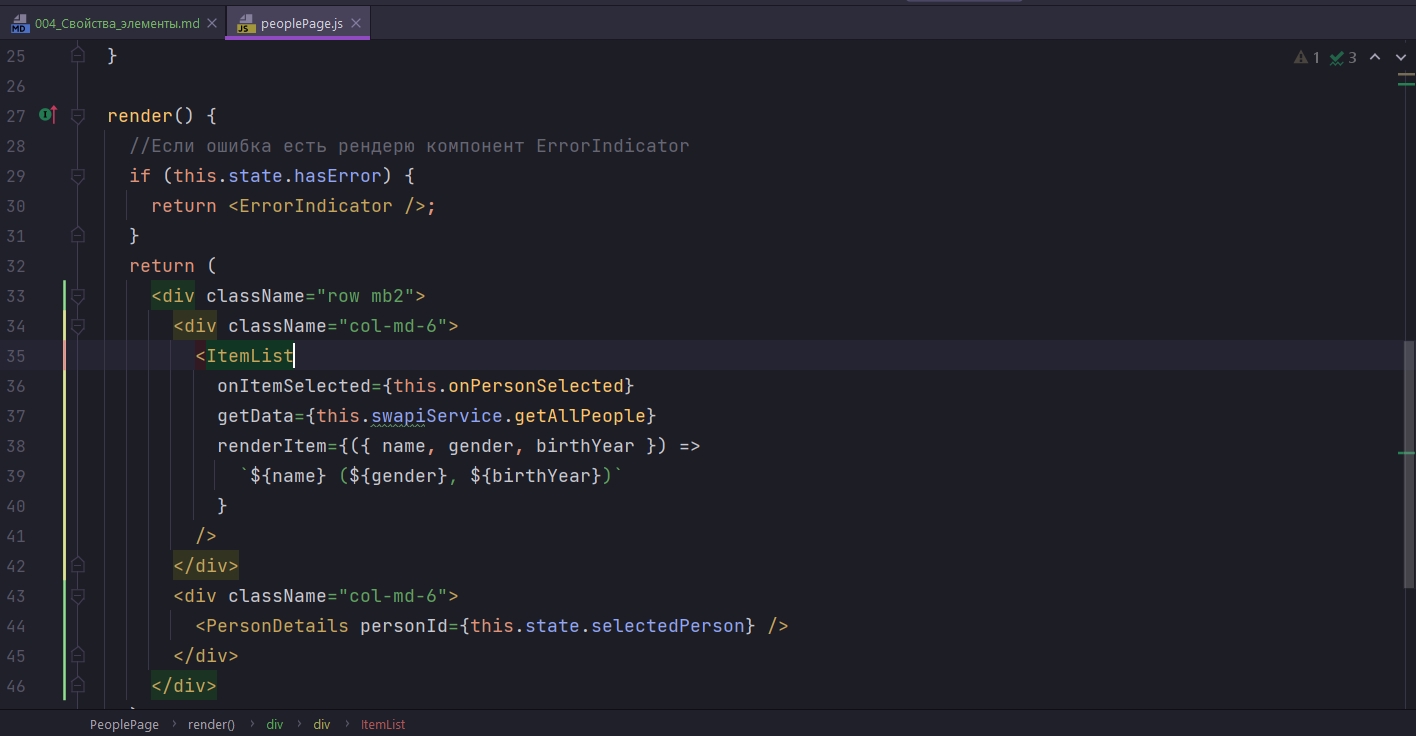 004_Свойства_элементы.md
peoplePage.js
1 3
25 }
26
27 render() {
28 //Если ошибка есть рендерю компонент ErrorIndicator
29 if (this.state.hasError) {
30 return <ErrorIndicator />;
31 }
32 return (
33 <div className="row mb2">
34 <div className="col-md-6">
35 <ItemList
36 onItemSelected={this.onPersonSelected}
37 getData={this.swapiService.getAllPeople}
38 renderItem={({ name, gender, birthYear }) =>
39 `${name} (${gender}, ${birthYear})`
40 }
41 />
42 </div>
43 <div className="col-md-6">
44 <PersonDetails personId={this.state.selectedPerson} />
45 </div>
46 </div>
PeoplePage › render() › div › div › ItemList